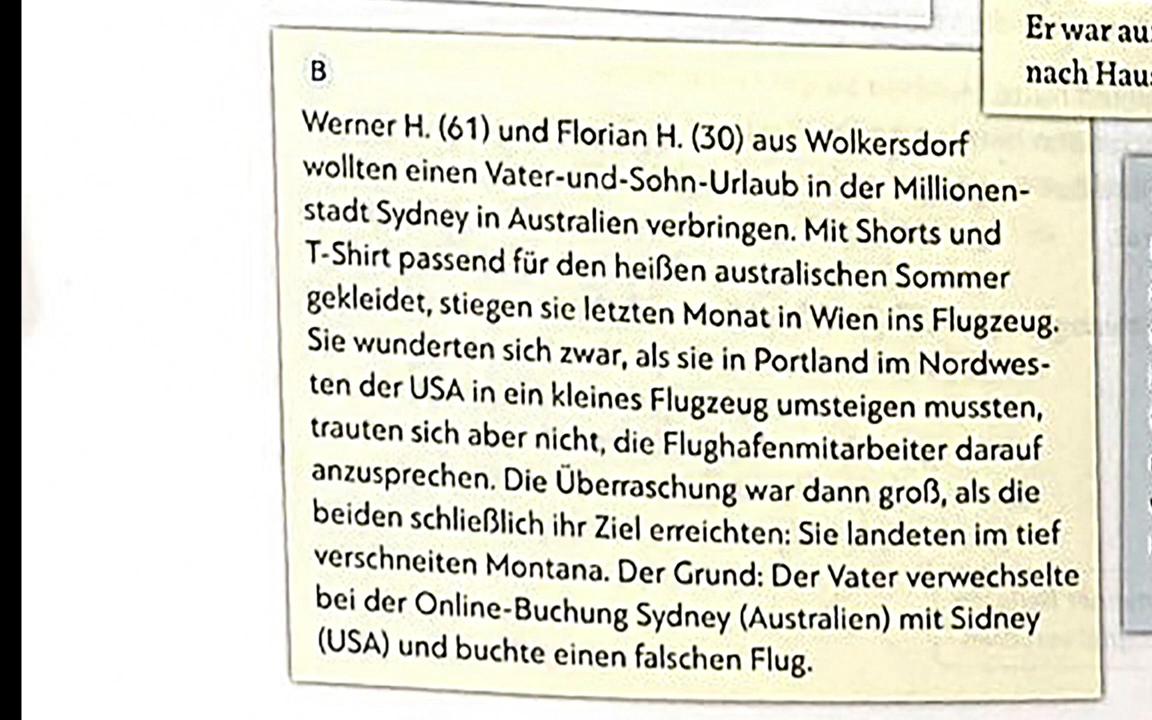 Er war au
nach Haus
B
Werner H. (61) und Florian H. (30) aus Wolkersdorf
wollten einen Vater-und-Sohn-Urlaub in der Millionen-
stadt Sydney in Australien verbringen. Mit Shorts und
T-Shirt passend für den heißen australischen Sommer
gekleidet, stiegen sie letzten Monat in Wien ins Flugzeug.
Sie wunderten sich zwar, als sie in Portland im Nordwes-
ten der USA in ein kleines Flugzeug umsteigen mussten,
trauten sich aber nicht, die Flughafenmitarbeiter darauf
anzusprechen. Die Überraschung war dann groß, als die
beiden schließlich ihr Ziel erreichten: Sie landeten im tief
verschneiten Montana. Der Grund: Der Vater verwechselte
bei der Online-Buchung Sydney (Australien) mit Sidney
(USA) und buchte einen falschen Flug.